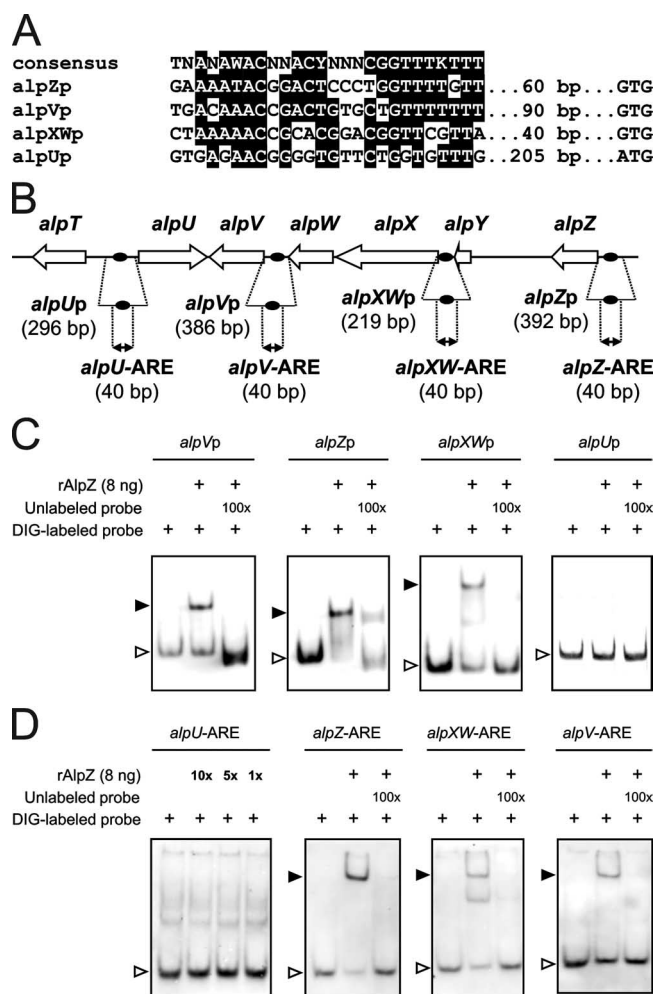 A
consensus TNANAWACNNACYNNNCGGTTTKTTT
alpZp GAAAATACGGACTCCCTGGTTTTGTT...60 bp...GTG
alpVp TGACAAACCGACTGTGCTGTTTTTTT...90 bp...GTG
alpXWp CTAAAAACCGCACGGACGGTTCGTTA...40 bp...GTG
alpUp GTGAGAACGGGGTGTTCTGGTGTTTG...205 bp...ATG
B
alpT alpU alpV alpW alpX alpY alpZ
alpUp alpVp alpXWp alpZp
(296 bp) (386 bp) (219 bp) (392 bp)
alpU-ARE alpV-ARE alpXW-ARE alpZ-ARE
(40 bp) (40 bp) (40 bp) (40 bp)
C
alpVp alpZp alpXWp alpUp
rAlpZ (8 ng) + + + + + + + +
Unlabeled probe 100x 100x 100x 100x
DIG-labeled probe + + + + + + + + + + + +
D
alpU-ARE alpZ-ARE alpXW-ARE alpV-ARE
rAlpZ (8 ng) 10x 5x 1x + + + + + +
Unlabeled probe 100x 100x 100x
DIG-labeled probe + + + + + + + + + + + + +